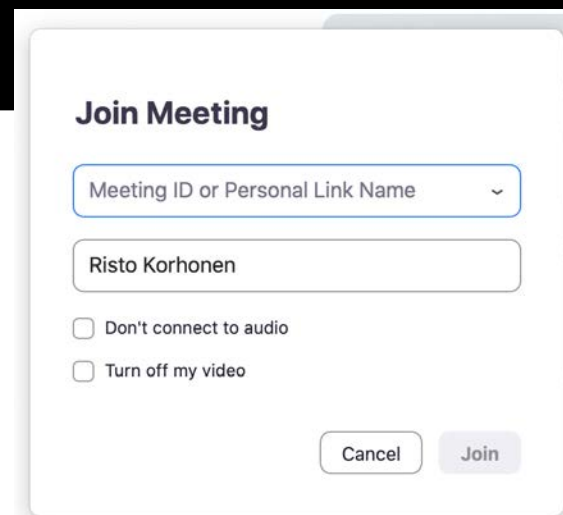 Join Meeting
Meeting ID or Personal Link Name
Risto Korhonen
Don't connect to audio
Turn off my video
Cancel Join